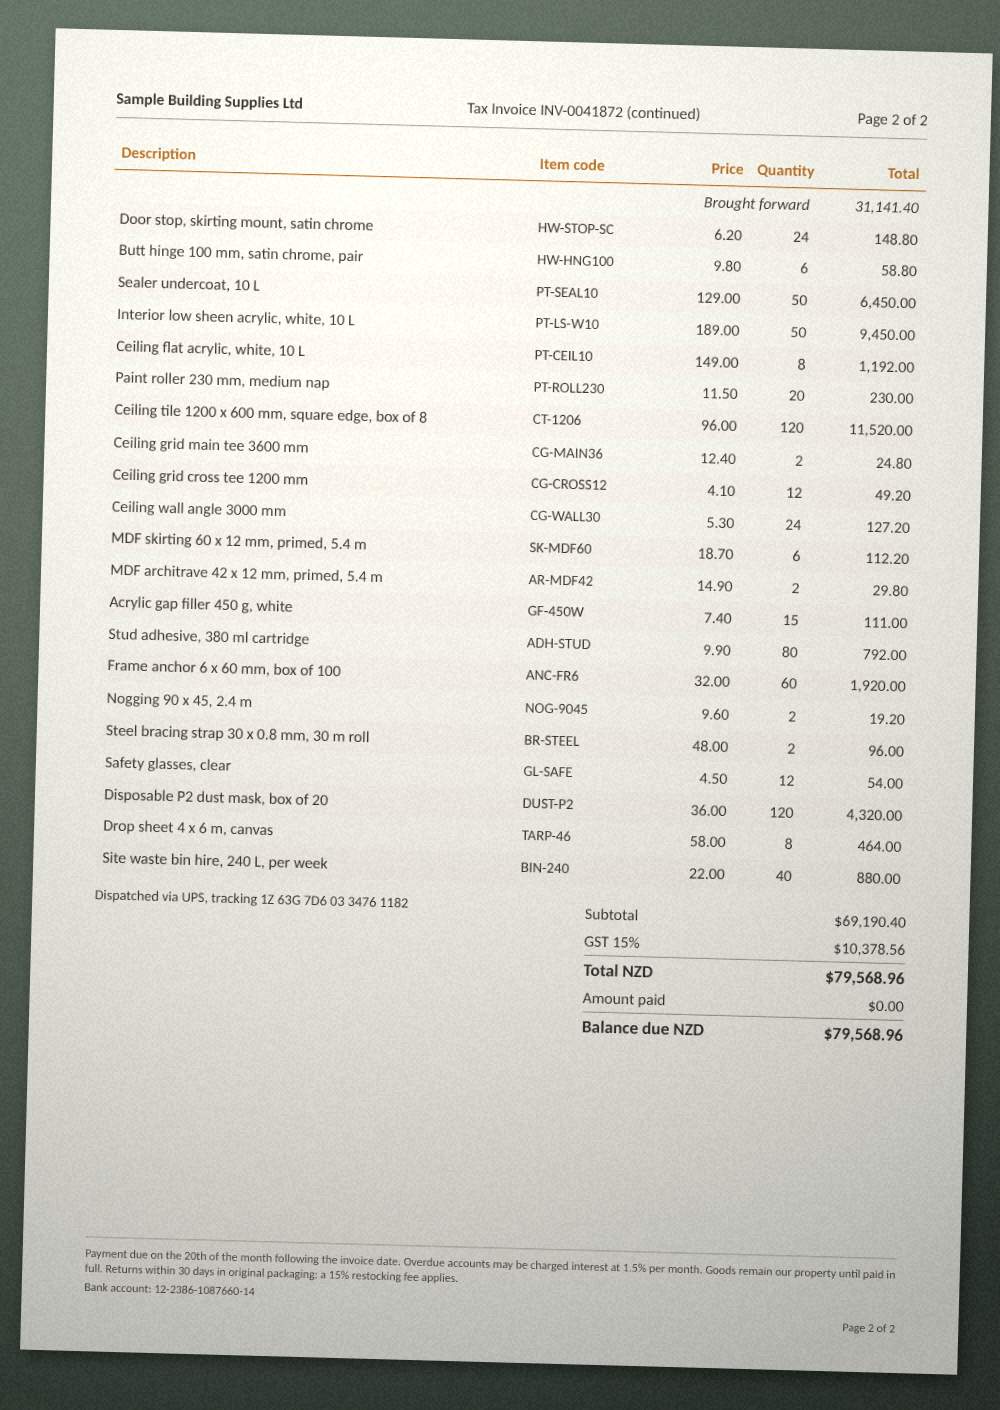 Sample Building Supplies Ltd Tax Invoice INV-0041872 (continued) Page 2 of 2
Description Item code Price Quantity Total
Brought forward 31,141.40
Door stop, skirting mount, satin chrome HW-STOP-SC 6.20 24 148.80
Butt hinge 100 mm, satin chrome, pair HW-HNG100 9.80 6 58.80
Sealer undercoat, 10 L PT-SEAL10 129.00 50 6,450.00
Interior low sheen acrylic, white, 10 L PT-LS-W10 189.00 50 9,450.00
Ceiling flat acrylic, white, 10 L PT-CEIL10 149.00 8 1,192.00
Paint roller 230 mm, medium nap PT-ROLL230 11.50 20 230.00
Ceiling tile 1200 x 600 mm, square edge, box of 8 CT-1206 96.00 120 11,520.00
Ceiling grid main tee 3600 mm CG-MAIN36 12.40 2 24.80
Ceiling grid cross tee 1200 mm CG-CROSS12 4.10 12 49.20
Ceiling wall angle 3000 mm CG-WALL30 5.30 24 127.20
MDF skirting 60 x 12 mm, primed, 5.4 m SK-MDF60 18.70 6 112.20
MDF architrave 42 x 12 mm, primed, 5.4 m AR-MDF42 14.90 2 29.80
Acrylic gap filler 450 g, white GF-450W 7.40 15 111.00
Stud adhesive, 380 ml cartridge ADH-STUD 9.90 80 792.00
Frame anchor 6 x 60 mm, box of 100 ANC-FR6 32.00 60 1,920.00
Nogging 90 x 45, 2.4 m NOG-9045 9.60 2 19.20
Steel bracing strap 30 x 0.8 mm, 30 m roll BR-STEEL 48.00 2 96.00
Safety glasses, clear GL-SAFE 4.50 12 54.00
Disposable P2 dust mask, box of 20 DUST-P2 36.00 120 4,320.00
Drop sheet 4 x 6 m, canvas TARP-46 58.00 8 464.00
Site waste bin hire, 240 L, per week BIN-240 22.00 40 880.00
Dispatched via UPS, tracking 1Z 63G 7D6 03 3476 1182
Subtotal $69,190.40
GST 15% $10,378.56
Total NZD $79,568.96
Amount paid $0.00
Balance due NZD $79,568.96
Payment due on the 20th of the month following the invoice date. Overdue accounts may be charged interest at 1.5% per month. Goods remain our property until paid in
full. Returns within 30 days in original packaging; a 15% restocking fee applies.
Bank account: 12-2386-1087660-14
Page 2 of 2